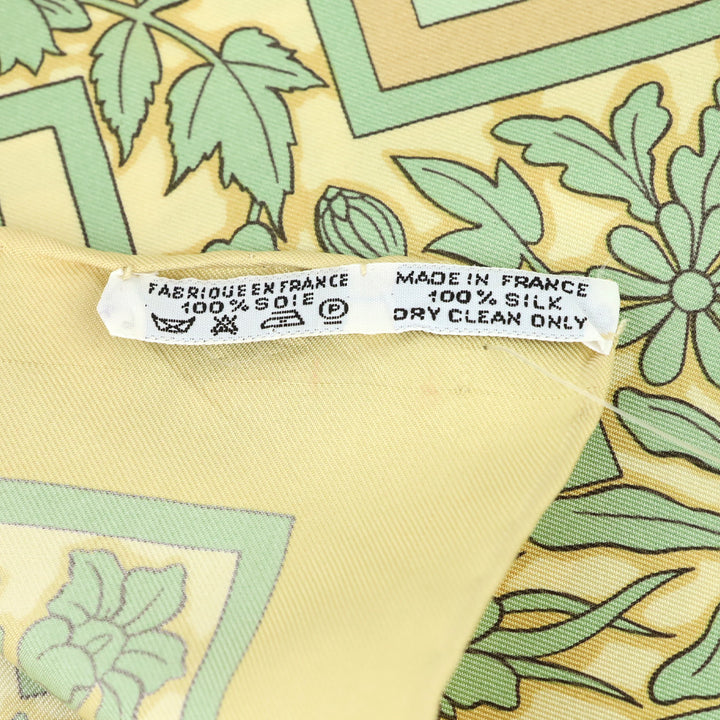 FABRIQUE EN FRANCE
100% SOIE
P
MADE IN FRANCE
100% SILK
DRY CLEAN ONLY